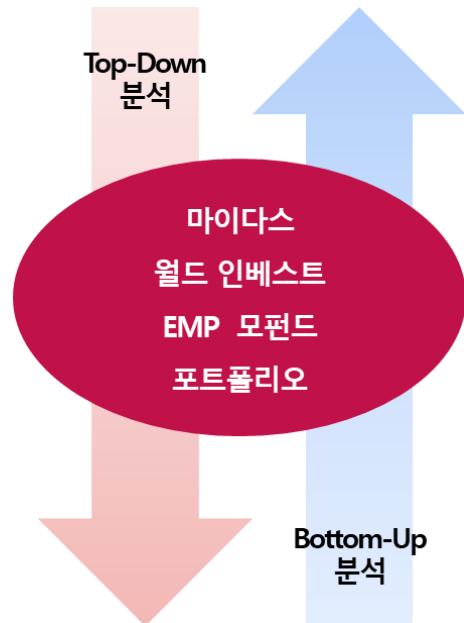 Top-Down
분석
마이다스
월드 인베스트
EMP 모펀드
포트폴리오
Bottom-Up
분석